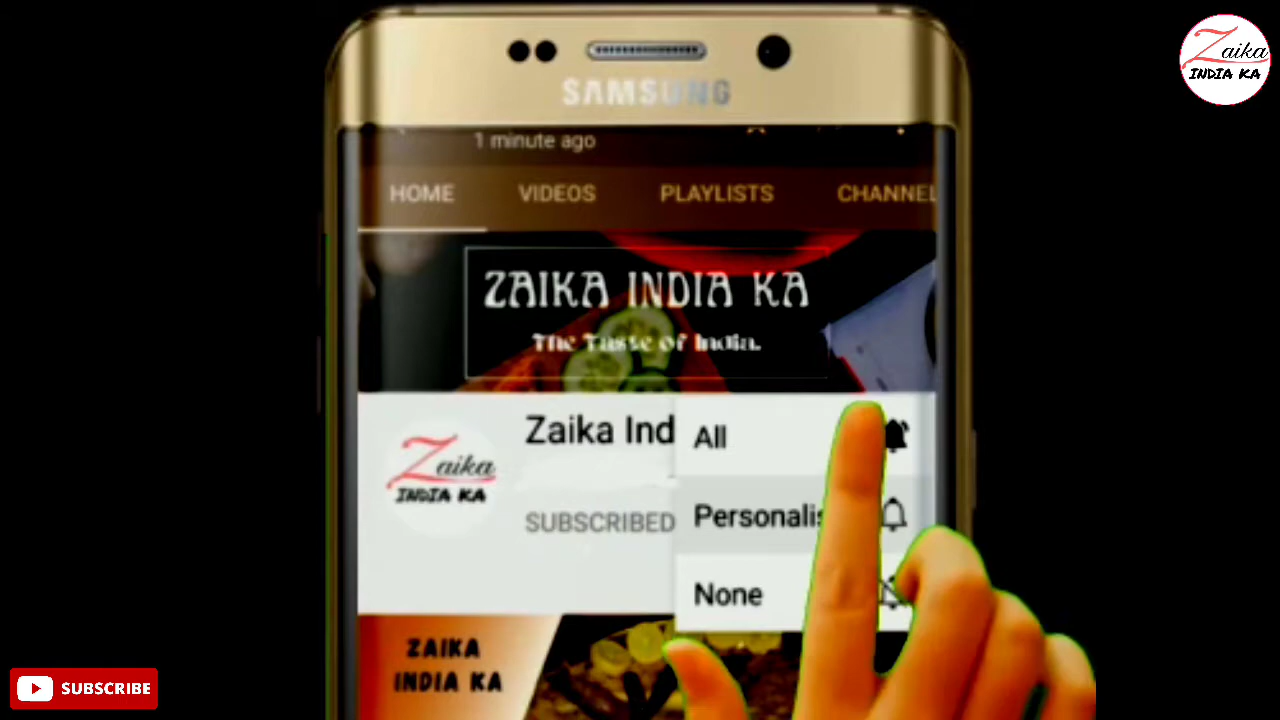 Zaika
INDIA KA
SAMSUNG
1 minute ago
HOME VIDEOS PLAYLISTS CHANNEL
ZAIKA INDIA KA
The Taste of India.
Zaika Ind
All
Zaika
INDIA KA
SUBSCRIBED
Personalis
None
ZAIKA
INDIA KA
SUBSCRIBE